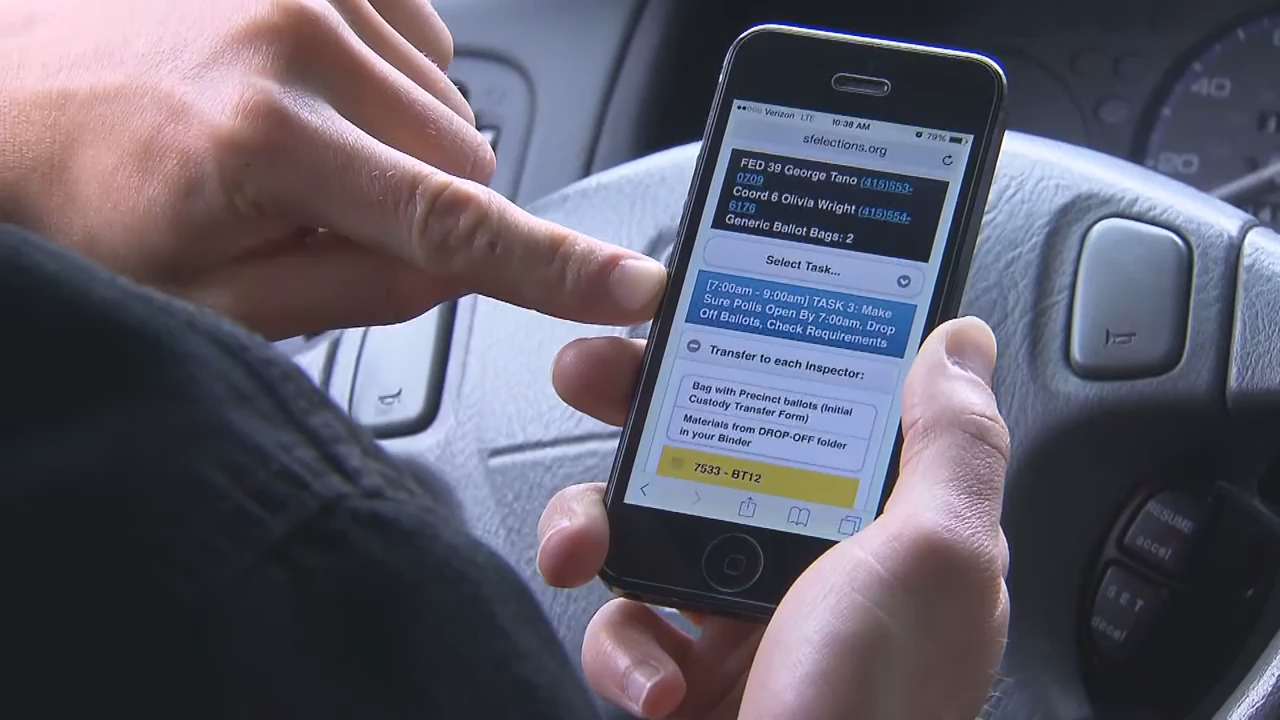 Verizon LTE 10:38 AM 79%
sfelections.org
FED 39 George Tano (415)553-
0709
Coord 6 Olivia Wright (415)554-
6176
Generic Ballot Bags: 2
Select Task...
[7:00am - 9:00am] TASK 3: Make
Sure Polls Open By 7:00am, Drop
Off Ballots, Check Requirements
Transfer to each Inspector:
Bag with Precinct ballots (Initial
Custody Transfer Form)
Materials from DROP-OFF folder
in your Binder
7533 - BT12
40
20
RESUME
accel
SET
decel